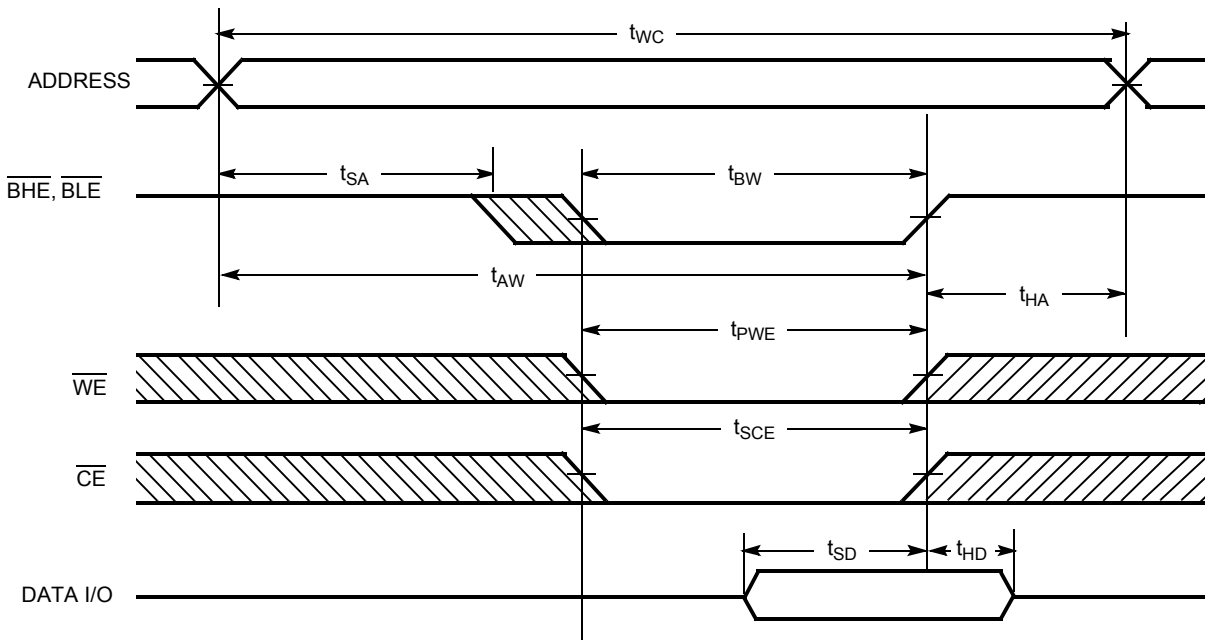 tWC
ADDRESS
tSA
tBW
BHE, BLE
tAW
tHA
tPWE
WE
tSCE
CE
tSD
tHD
DATA I/O